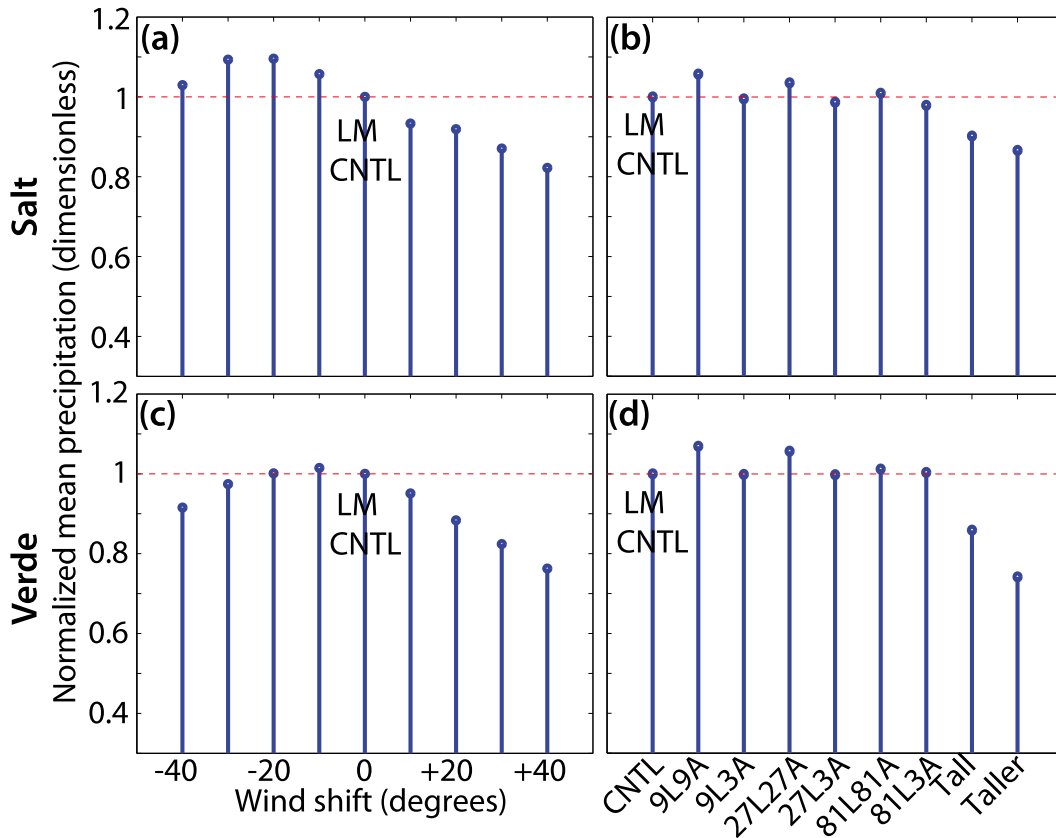 Salt
Verde
Normalized mean precipitation (dimensionless)
(a)
1.2
1
0.8
0.6
0.4
LM
CNTL
(b)
LM
CNTL
(c)
1.2
1
0.8
0.6
0.4
LM
CNTL
-40
-20
0
+20
+40
Wind shift (degrees)
(d)
LM
CNTL
CNTL
9L9A
9L3A
27L27A
27L3A
81L81A
81L3A
Tall
Taller